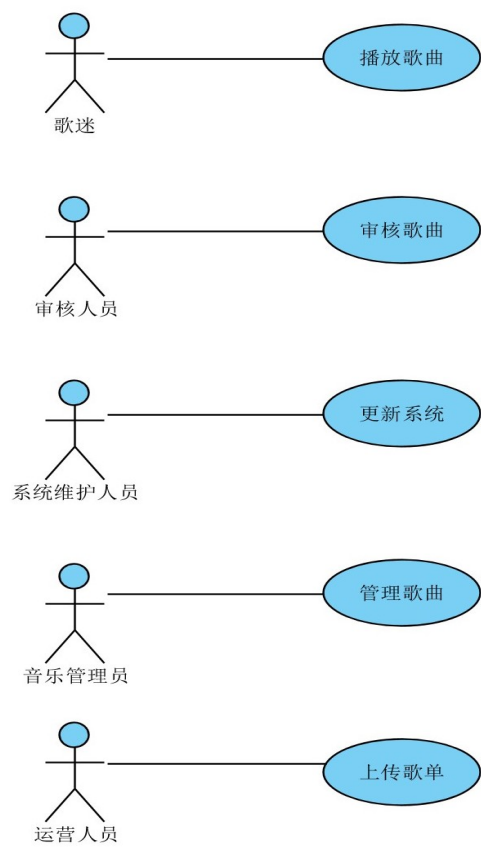 播放歌曲
歌迷
审核歌曲
审核人员
更新系统
系统维护人员
管理歌曲
音乐管理员
上传歌单
运营人员